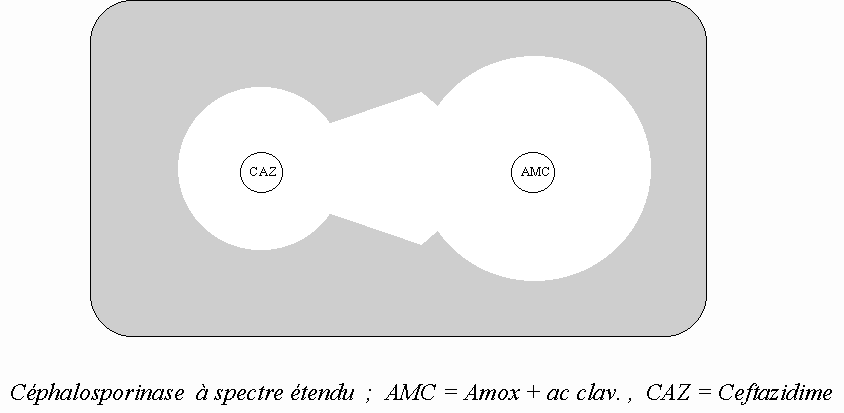 CAZ AMC
Céphalosporinase à spectre étendu ; AMC = Amox + ac clav. , CAZ = Ceftazidime